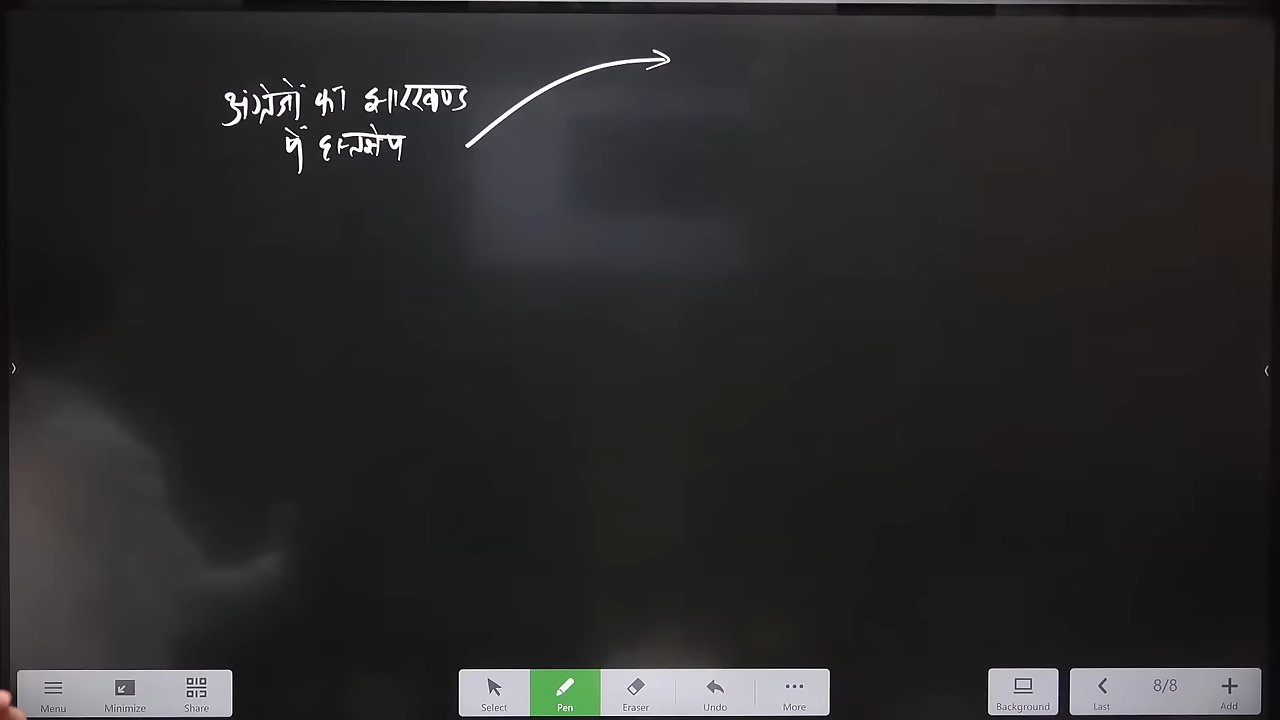 अंग्रेजों का झारखण्ड
में हस्तक्षेप
Menu
Minimize
Share
Select
Pen
Eraser
Undo
More
Background
Last
8/8
Add